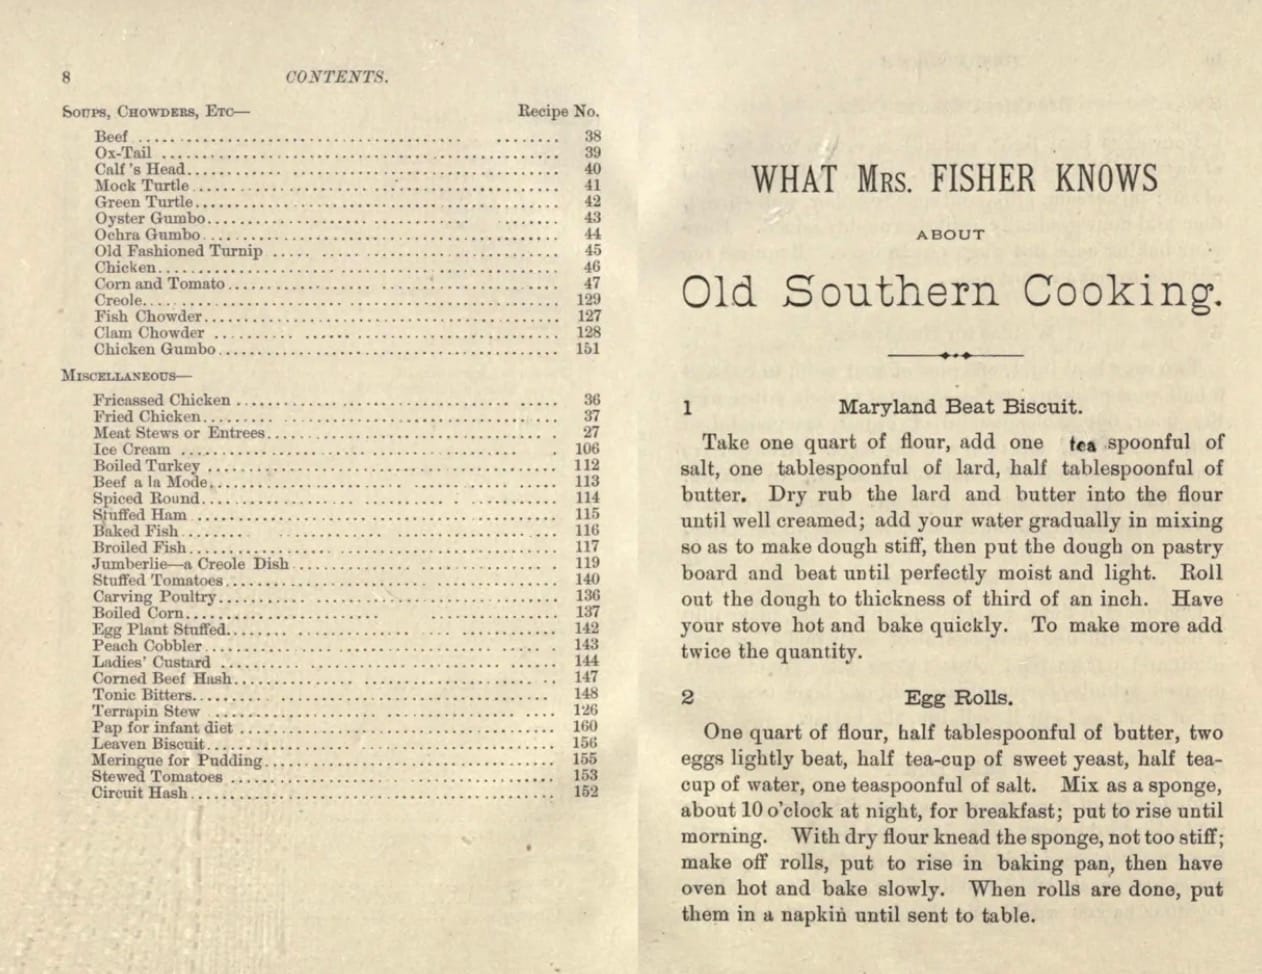 8 CONTENTS.
Soups, Chowders, Etc— Recipe No.
Beef 38
Ox-Tail 39
Calf 's Head 40
Mock Turtle 41
Green Turtle 42
Oyster Gumbo 43
Ochra Gumbo 44
Old Fashioned Turnip 45
Chicken 46
Corn and Tomato 47
Creole 129
Fish Chowder 127
Clam Chowder 128
Chicken Gumbo 151
Miscellaneous—
Fricassed Chicken 36
Fried Chicken 37
Meat Stews or Entrees 27
Ice Cream 106
Boiled Turkey 112
Beef a la Mode 113
Spiced Round 114
Stuffed Ham 115
Baked Fish 116
Broiled Fish 117
Jumberlie—a Creole Dish 119
Stuffed Tomatoes 140
Carving Poultry 136
Boiled Corn 137
Egg Plant Stuffed 142
Peach Cobbler 143
Ladies' Custard 144
Corned Beef Hash 147
Tonic Bitters 148
Terrapin Stew 126
Pap for infant diet 160
Leaven Biscuit 156
Meringue for Pudding 155
Stewed Tomatoes 153
Circuit Hash 152
WHAT Mrs. FISHER KNOWS
ABOUT
Old Southern Cooking.
1 Maryland Beat Biscuit.
Take one quart of flour, add one tea spoonful of
salt, one tablespoonful of lard, half tablespoonful of
butter. Dry rub the lard and butter into the flour
until well creamed; add your water gradually in mixing
so as to make dough stiff, then put the dough on pastry
board and beat until perfectly moist and light. Roll
out the dough to thickness of third of an inch. Have
your stove hot and bake quickly. To make more add
twice the quantity.
2 Egg Rolls.
One quart of flour, half tablespoonful of butter, two
eggs lightly beat, half tea-cup of sweet yeast, half tea-
cup of water, one teaspoonful of salt. Mix as a sponge,
about 10 o'clock at night, for breakfast; put to rise until
morning. With dry flour knead the sponge, not too stiff;
make off rolls, put to rise in baking pan, then have
oven hot and bake slowly. When rolls are done, put
them in a napkin until sent to table.